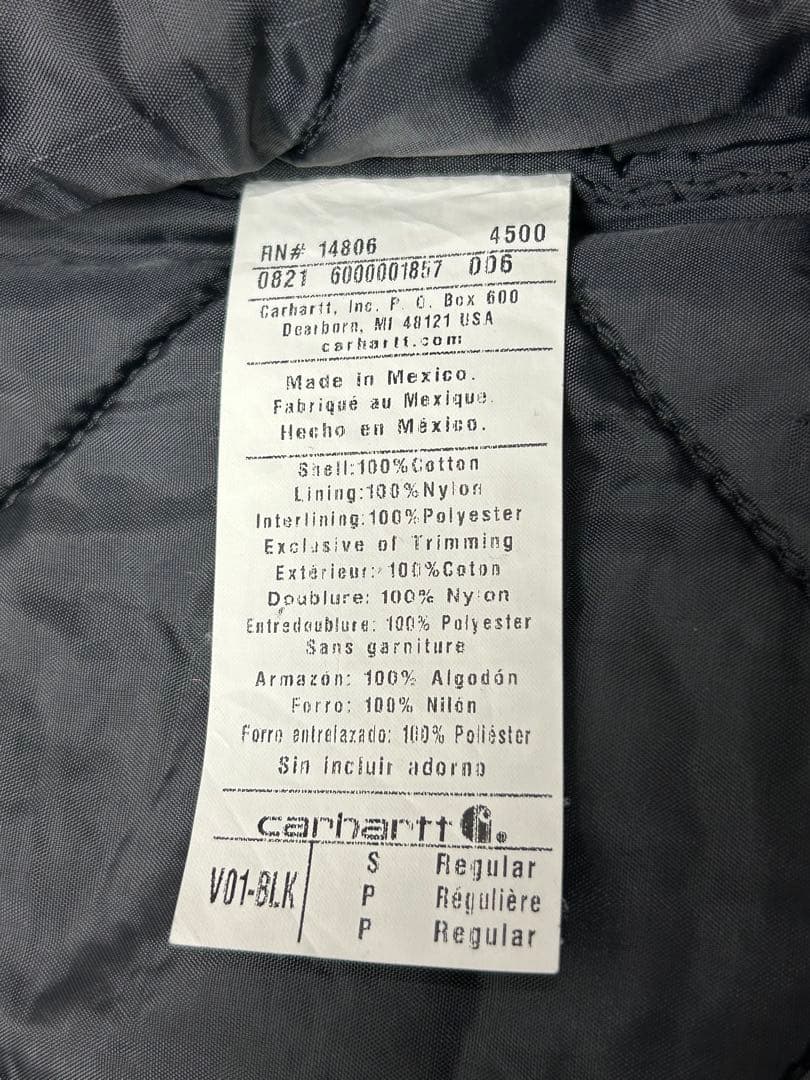 RN# 14806 4500
0821 6000001857 006
Carhartt, Inc. P. O. Box 600
Dearborn, MI 48121 USA
carhartt.com
Made in Mexico.
Fabriqué au Mexique.
Hecho en México.
Shell:100%Cotton
Lining:100%Nylon
Interlining:100%Polyester
Exclusive of Trimming
Extérieur: 100%Coton
Doublure: 100% Nylon
Entredoublure: 100% Polyester
Sans garniture
Armazón: 100% Algodón
Forro: 100% Nilón
Forro entrelazado: 100% Poliéster
Sin incluir adorno
carhartt
V01-BLK S Regular
P Régulière
P Regular